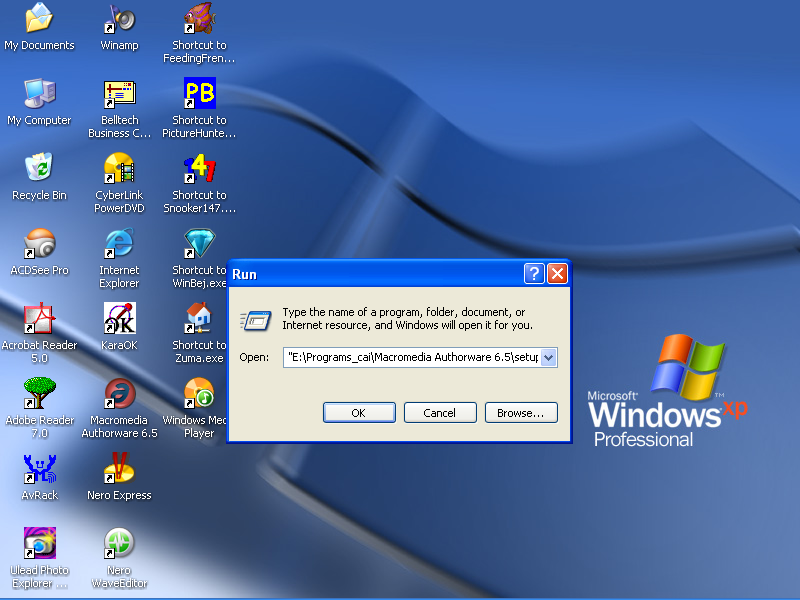 My Documents
Winamp
Shortcut to
FeedingFren...
My Computer
Belltech
Business C...
PB
Shortcut to
PictureHunte...
Recycle Bin
CyberLink
PowerDVD
147
Shortcut to
Snooker147....
ACDSee Pro
Internet
Explorer
Shortcut to
WinBej.exe
Acrobat Reader
5.0
OK
KaraOK
Shortcut to
Zuma.exe
Adobe Reader
7.0
Macromedia
Authorware 6.5
Windows Med
Player
AvRack
Nero Express
Ulead Photo
Explorer ...
Nero
WaveEditor
Run
Type the name of a program, folder, document, or
Internet resource, and Windows will open it for you.
Open:
"E:\Programs_cai\Macromedia Authorware 6.5\setup
OK
Cancel
Browse...
Microsoft®
Windows xp
TM
Professional